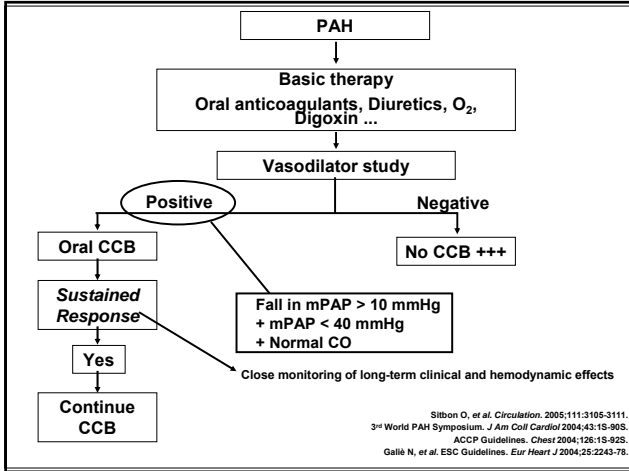 PAH
Basic therapy
Oral anticoagulants, Diuretics, O₂,
Digoxin ...
Vasodilator study
Positive
Negative
Oral CCB
No CCB +++
Sustained
Response
Fall in mPAP > 10 mmHg
+ mPAP < 40 mmHg
+ Normal CO
Yes
Close monitoring of long-term clinical and hemodynamic effects
Continue
CCB
Sitbon O, et al. Circulation. 2005;111:3105-3111.
3rd World PAH Symposium. J Am Coll Cardiol 2004;43:1S-90S.
ACCP Guidelines. Chest 2004;126:1S-92S.
Galiè N, et al. ESC Guidelines. Eur Heart J 2004;25:2243-78.